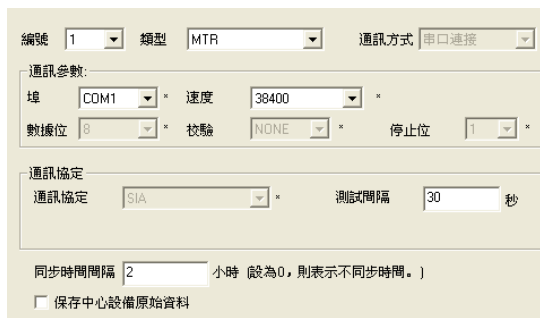 編號 1 類型 MTR 通訊方式 串口連接
通訊參數:
埠 COM1 * 速度 38400 *
數據位 8 * 校驗 NONE * 停止位 1 *
通訊協定
通訊協定 SIA * 測試間隔 30 秒
同步時間間隔 2 小時 (設為0，則表示不同步時間。)
保存中心設備原始資料